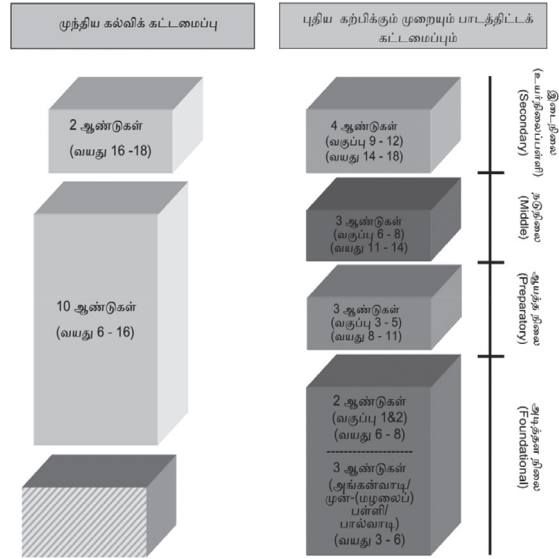 முந்திய கல்விக் கட்டமைப்பு
புதிய கற்பிக்கும் முறையும் பாடத்திட்டக்
கட்டமைப்பும்
2 ஆண்டுகள்
(வயது 16 -18)
10 ஆண்டுகள்
(வயது 6 - 16)
4 ஆண்டுகள்
(வகுப்பு 9 - 12)
(வயது 14 - 18)
இடைநிலை
(உயர்நிலைப்பள்ளி)
(Secondary)
3 ஆண்டுகள்
(வகுப்பு 6 - 8)
(வயது 11 - 14)
நடுநிலை
(Middle)
3 ஆண்டுகள்
(வகுப்பு 3 - 5)
(வயது 8 - 11)
ஆயத்த நிலை
(Preparatory)
2 ஆண்டுகள்
(வகுப்பு 1&2)
(வயது 6 - 8)
3 ஆண்டுகள்
(அங்கன்வாடி/
முன்-(மழலைப்)
பள்ளி/
பால்வாடி)
(வயது 3 - 6)
அடித்தள நிலை
(Foundational)